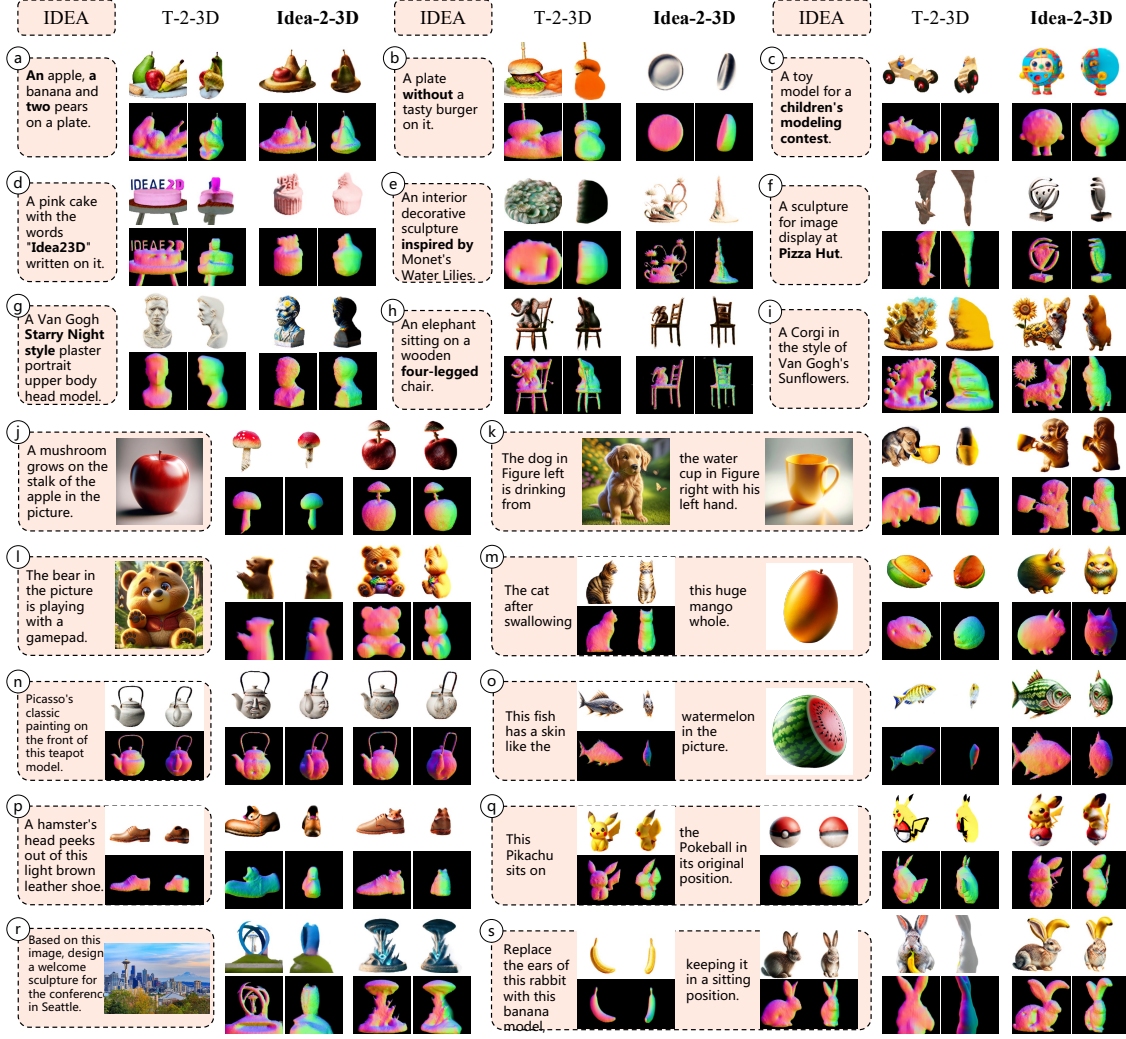 IDEA T-2-3D Idea-2-3D IDEA T-2-3D Idea-2-3D IDEA T-2-3D Idea-2-3D
a
An apple, a
banana and
two pears
on a plate.
b
A plate
without a
tasty burger
on it.
c
A toy
model for a
children's
modeling
contest.
d
A pink cake
with the
words
"Idea23D"
written on it.
IDEAE2D
IDEAE2D
e
An interior
decorative
sculpture
inspired by
Monet's
Water Lilies.
f
A sculpture
for image
display at
Pizza Hut.
g
A Van Gogh
Starry Night
style plaster
portrait
upper body
head model.
h
An elephant
sitting on a
wooden
four-legged
chair.
i
A Corgi in
the style of
Van Gogh's
Sunflowers.
j
A mushroom
grows on the
stalk of the
apple in the
picture.
k
The dog in
Figure left
is drinking
from
the water
cup in Figure
right with his
left hand.
l
The bear in
the picture
is playing
with a
gamepad.
m
The cat
after
swallowing
this huge
mango
whole.
n
Picasso's
classic
painting on
the front of
this teapot
model.
o
This fish
has a skin
like the
watermelon
in the
picture.
p
A hamster's
head peeks
out of this
light brown
leather shoe.
q
This
Pikachu
sits on
the
Pokeball in
its original
position.
r
Based on this
image, design
a welcome
sculpture for
the conferenc
in Seattle.
s
Replace
the ears of
this rabbit
with this
banana
model,
keeping it
in a sitting
position.